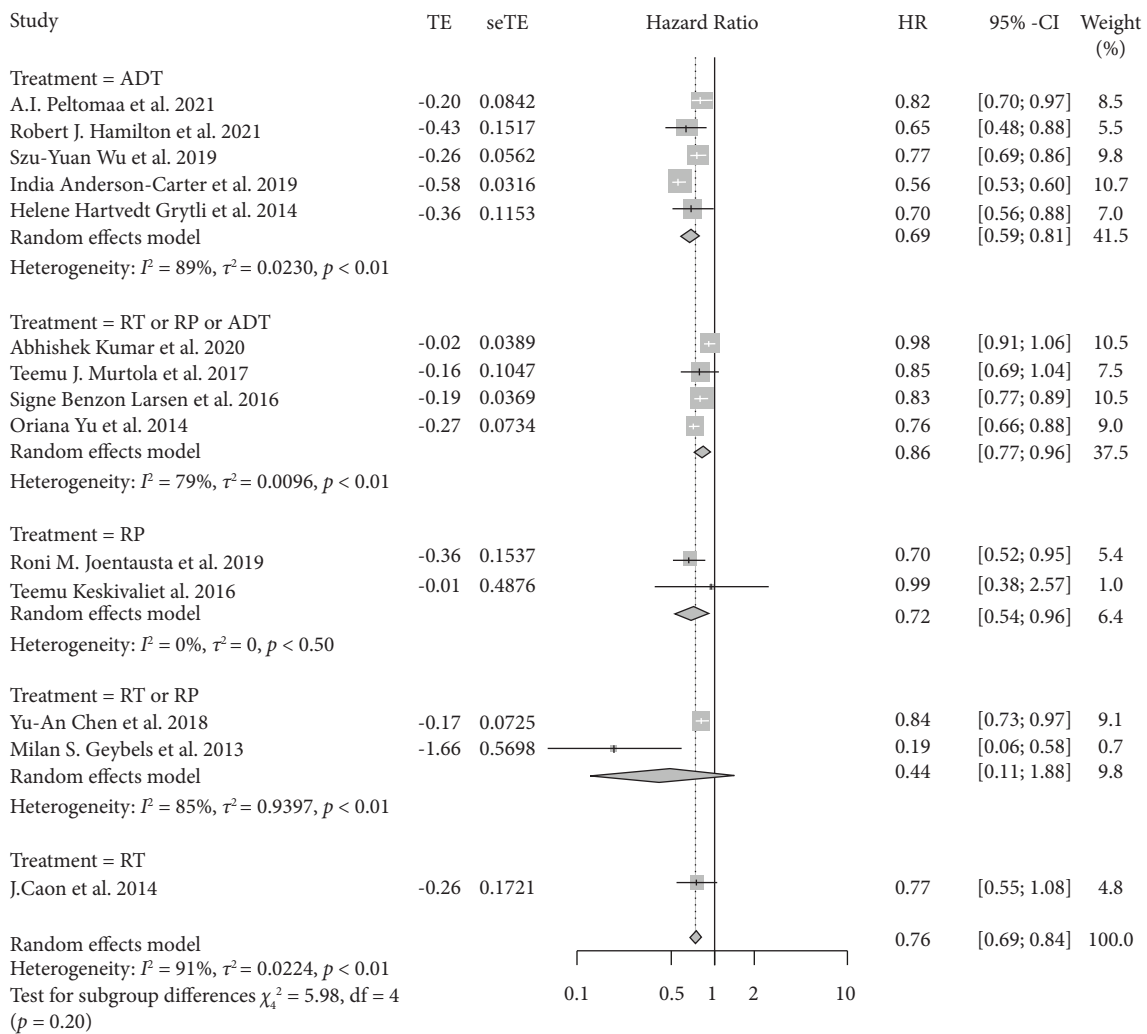 Study TE seTE Hazard Ratio HR 95% -CI Weight
(%)
Treatment = ADT
A.I. Peltomaa et al. 2021 -0.20 0.0842 0.82 [0.70; 0.97] 8.5
Robert J. Hamilton et al. 2021 -0.43 0.1517 0.65 [0.48; 0.88] 5.5
Szu-Yuan Wu et al. 2019 -0.26 0.0562 0.77 [0.69; 0.86] 9.8
India Anderson-Carter et al. 2019 -0.58 0.0316 0.56 [0.53; 0.60] 10.7
Helene Hartvedt Grytli et al. 2014 -0.36 0.1153 0.70 [0.56; 0.88] 7.0
Random effects model 0.69 [0.59; 0.81] 41.5
Heterogeneity: I² = 89%, τ² = 0.0230, p < 0.01
Treatment = RT or RP or ADT
Abhishek Kumar et al. 2020 -0.02 0.0389 0.98 [0.91; 1.06] 10.5
Teemu J. Murtola et al. 2017 -0.16 0.1047 0.85 [0.69; 1.04] 7.5
Signe Benzon Larsen et al. 2016 -0.19 0.0369 0.83 [0.77; 0.89] 10.5
Oriana Yu et al. 2014 -0.27 0.0734 0.76 [0.66; 0.88] 9.0
Random effects model 0.86 [0.77; 0.96] 37.5
Heterogeneity: I² = 79%, τ² = 0.0096, p < 0.01
Treatment = RP
Roni M. Joentausta et al. 2019 -0.36 0.1537 0.70 [0.52; 0.95] 5.4
Teemu Keskivaliet al. 2016 -0.01 0.4876 0.99 [0.38; 2.57] 1.0
Random effects model 0.72 [0.54; 0.96] 6.4
Heterogeneity: I² = 0%, τ² = 0, p < 0.50
Treatment = RT or RP
Yu-An Chen et al. 2018 -0.17 0.0725 0.84 [0.73; 0.97] 9.1
Milan S. Geybels et al. 2013 -1.66 0.5698 0.19 [0.06; 0.58] 0.7
Random effects model 0.44 [0.11; 1.88] 9.8
Heterogeneity: I² = 85%, τ² = 0.9397, p < 0.01
Treatment = RT
J.Caon et al. 2014 -0.26 0.1721 0.77 [0.55; 1.08] 4.8
Random effects model 0.76 [0.69; 0.84] 100.0
Heterogeneity: I² = 91%, τ² = 0.0224, p < 0.01
Test for subgroup differences χ₄² = 5.98, df = 4
(p = 0.20)
0.1 0.5 1 2 10